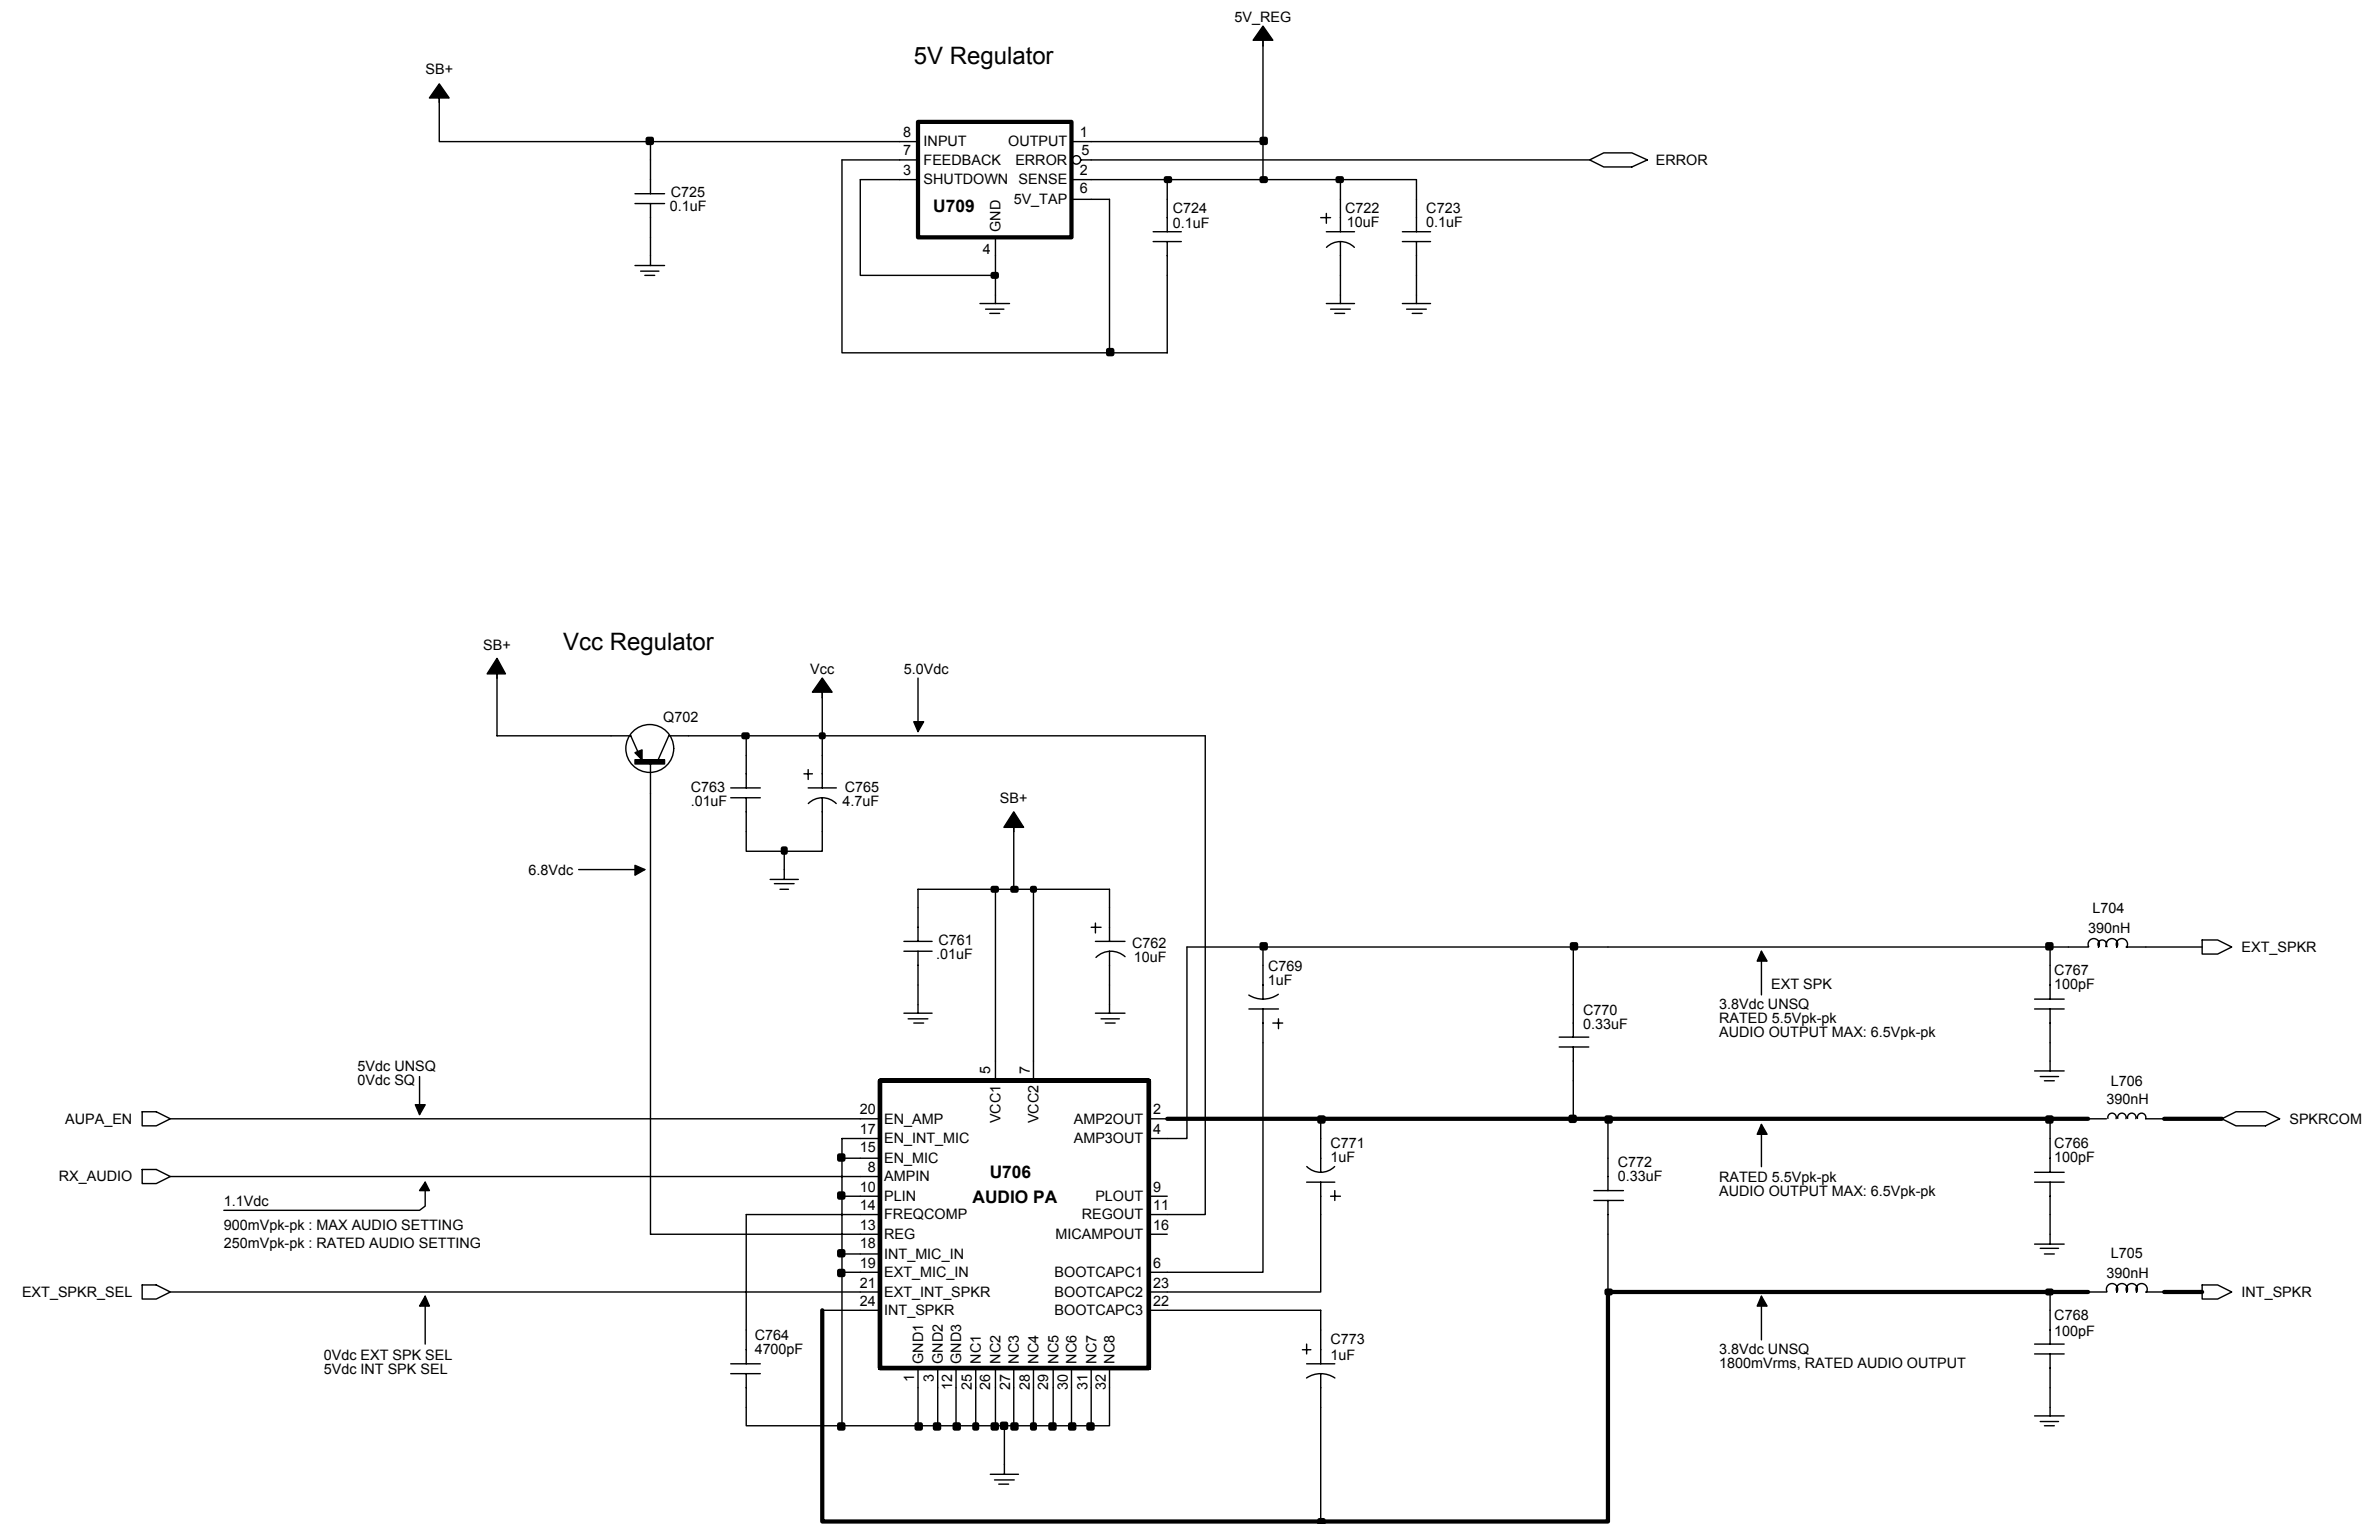 5V_REG
5V Regulator
SB+
8
INPUT
OUTPUT
1
7
FEEDBACK
ERROR
5
ERROR
3
SHUTDOWN
SENSE
2
5V_TAP
6
U709
GND
4
C725
0.1uF
C724
0.1uF
+
C722
10uF
C723
0.1uF
SB+
Vcc Regulator
Vcc
5.0Vdc
Q702
C763
.01uF
+
C765
4.7uF
SB+
6.8Vdc
C761
.01uF
+
C762
10uF
C769
1uF
+
C770
0.33uF
EXT SPK
3.8Vdc UNSQ
RATED 5.5Vpk-pk
AUDIO OUTPUT MAX: 6.5Vpk-pk
L704
390nH
EXT_SPKR
C767
100pF
5Vdc UNSQ
0Vdc SQ
AUPA_EN
RX_AUDIO
1.1Vdc
900mVpk-pk : MAX AUDIO SETTING
250mVpk-pk : RATED AUDIO SETTING
EXT_SPKR_SEL
0Vdc EXT SPK SEL
5Vdc INT SPK SEL
C764
4700pF
5
7
VCC1
VCC2
20
EN_AMP
17
EN_INT_MIC
15
EN_MIC
8
AMPIN
10
PLIN
14
FREQCOMP
13
REG
18
INT_MIC_IN
19
EXT_MIC_IN
21
EXT_INT_SPKR
24
INT_SPKR
U706
AUDIO PA
AMP2OUT
2
AMP3OUT
4
PLOUT
9
REGOUT
11
MICAMPOUT
16
BOOTCAPC1
6
BOOTCAPC2
23
BOOTCAPC3
22
GND1
GND2
GND3
NC1
NC2
NC3
NC4
NC5
NC6
NC7
NC8
1
3
12
25
26
27
28
29
30
31
32
C771
1uF
+
C772
0.33uF
RATED 5.5Vpk-pk
AUDIO OUTPUT MAX: 6.5Vpk-pk
L706
390nH
SPKRCOM
C766
100pF
L705
390nH
INT_SPKR
C768
100pF
+
C773
1uF
3.8Vdc UNSQ
1800mVrms, RATED AUDIO OUTPUT